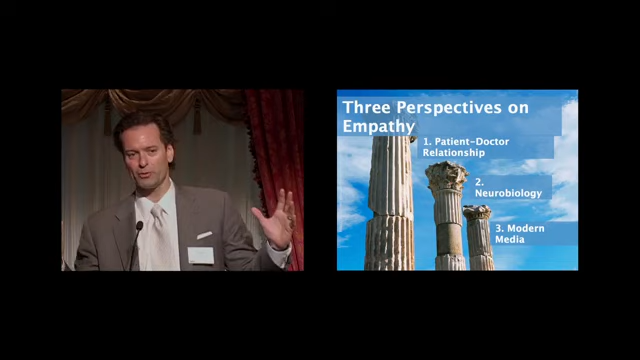 Three Perspectives on
Empathy
1. Patient-Doctor
Relationship
2.
Neurobiology
3. Modern
Media